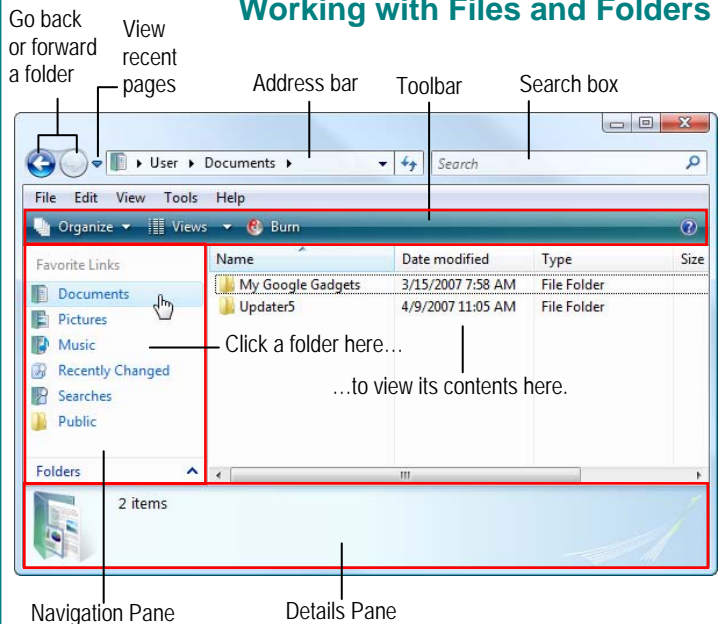 Working with Files and Folders
Go back
or forward
a folder
View
recent
pages
Address bar
Toolbar
Search box
User Documents
Search
File Edit View Tools Help
Organize Views Burn
Favorite Links
Documents
Pictures
Music
Recently Changed
Searches
Public
Folders
Name Date modified Type Size
My Google Gadgets 3/15/2007 7:58 AM File Folder
Updater5 4/9/2007 11:05 AM File Folder
Click a folder here…
…to view its contents here.
2 items
Navigation Pane
Details Pane